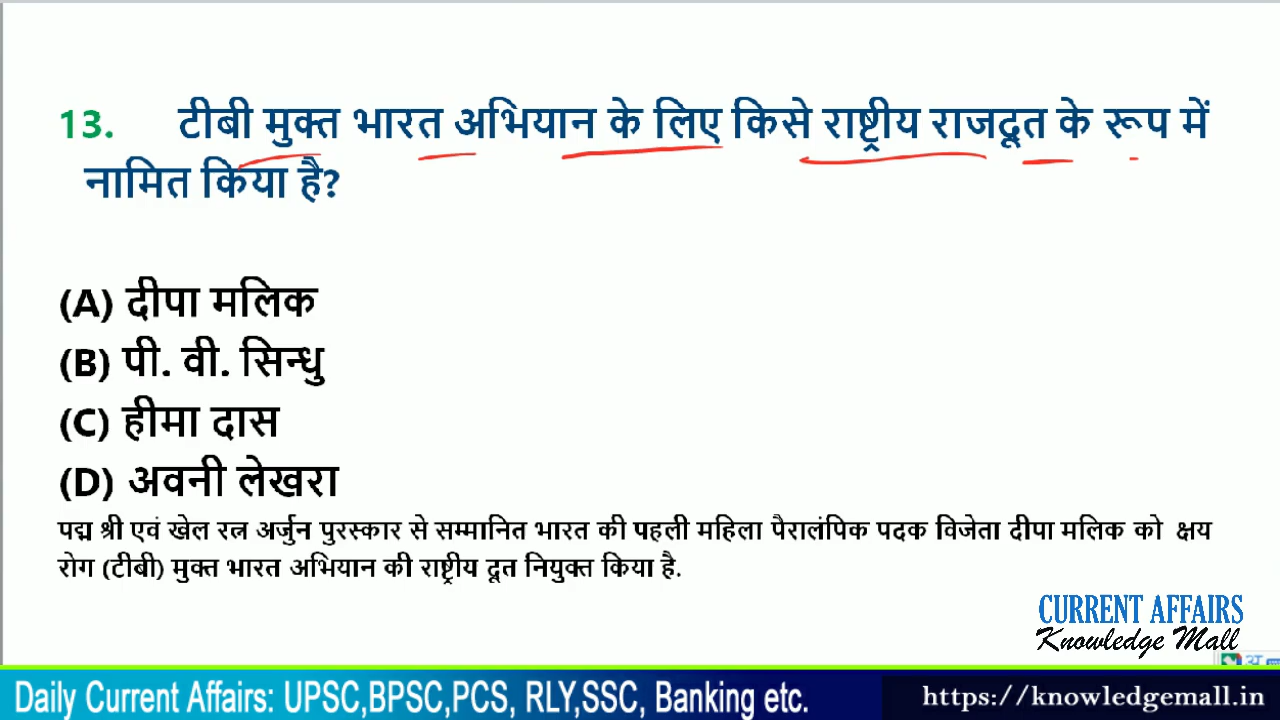 13. टीबी मुक्त भारत अभियान के लिए किसे राष्ट्रीय राजदूत के रूप में
नामित किया है?
(A) दीपा मलिक
(B) पी. वी. सिन्धु
(C) हीमा दास
(D) अवनी लेखरा
पद्म श्री एवं खेल रत्न अर्जुन पुरस्कार से सम्मानित भारत की पहली महिला पैरालंपिक पदक विजेता दीपा मलिक को क्षय
रोग (टीबी) मुक्त भारत अभियान की राष्ट्रीय दूत नियुक्त किया है.
CURRENT AFFAIRS
Knowledge Mall
Daily Current Affairs: UPSC,BPSC,PCS, RLY,SSC, Banking etc.
https://knowledgemall.in